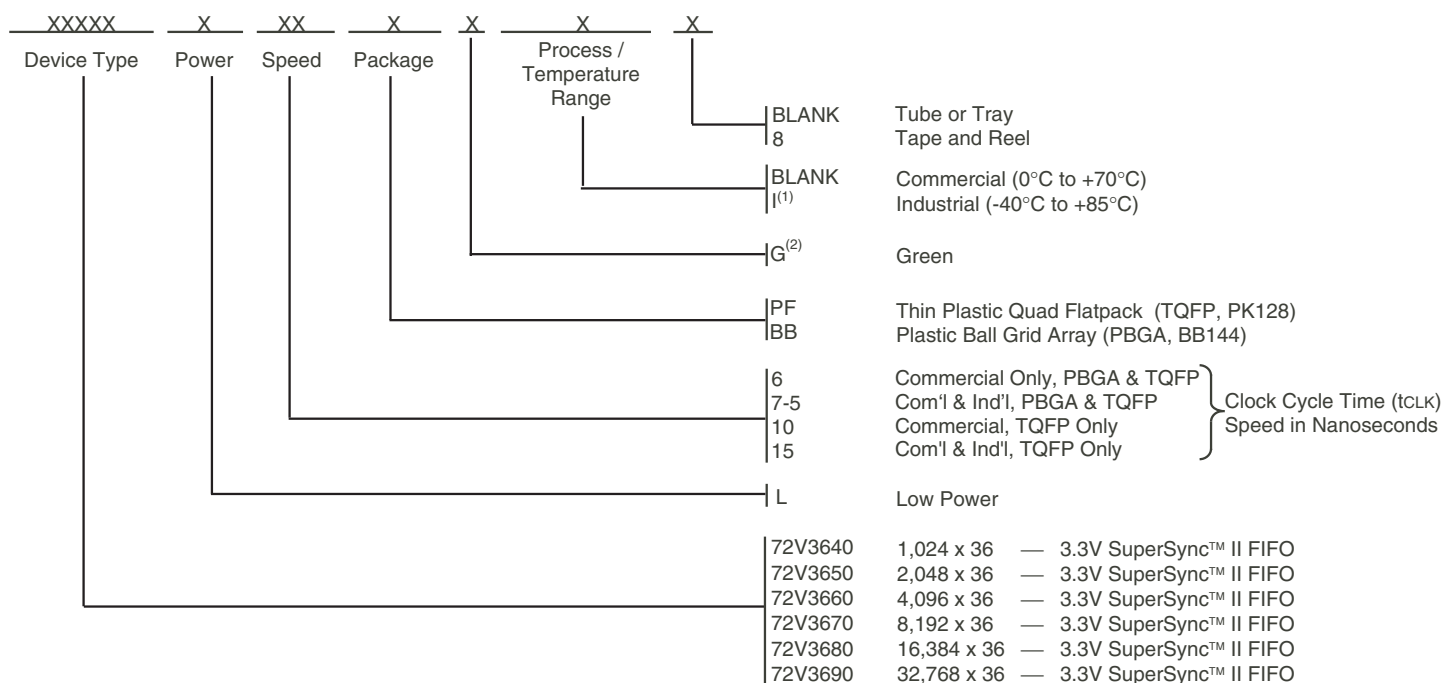 XXXXX X XX X X X X
Device Type Power Speed Package Process /
Temperature
Range
BLANK Tube or Tray
8 Tape and Reel
BLANK Commercial (0°C to +70°C)
I(1) Industrial (-40°C to +85°C)
G(2) Green
PF Thin Plastic Quad Flatpack (TQFP, PK128)
BB Plastic Ball Grid Array (PBGA, BB144)
6 Commercial Only, PBGA & TQFP
7-5 Com‘l & Ind’l, PBGA & TQFP Clock Cycle Time (tCLK)
10 Commercial, TQFP Only Speed in Nanoseconds
15 Com'l & Ind'l, TQFP Only
L Low Power
72V3640 1,024 x 36 — 3.3V SuperSync™ II FIFO
72V3650 2,048 x 36 — 3.3V SuperSync™ II FIFO
72V3660 4,096 x 36 — 3.3V SuperSync™ II FIFO
72V3670 8,192 x 36 — 3.3V SuperSync™ II FIFO
72V3680 16,384 x 36 — 3.3V SuperSync™ II FIFO
72V3690 32,768 x 36 — 3.3V SuperSync™ II FIFO